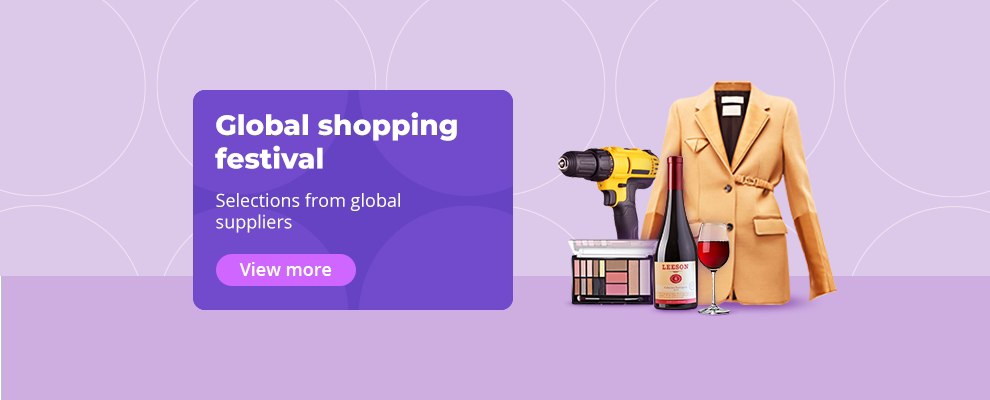 Global shopping
festival
Selections from global
suppliers
View more
LEESON